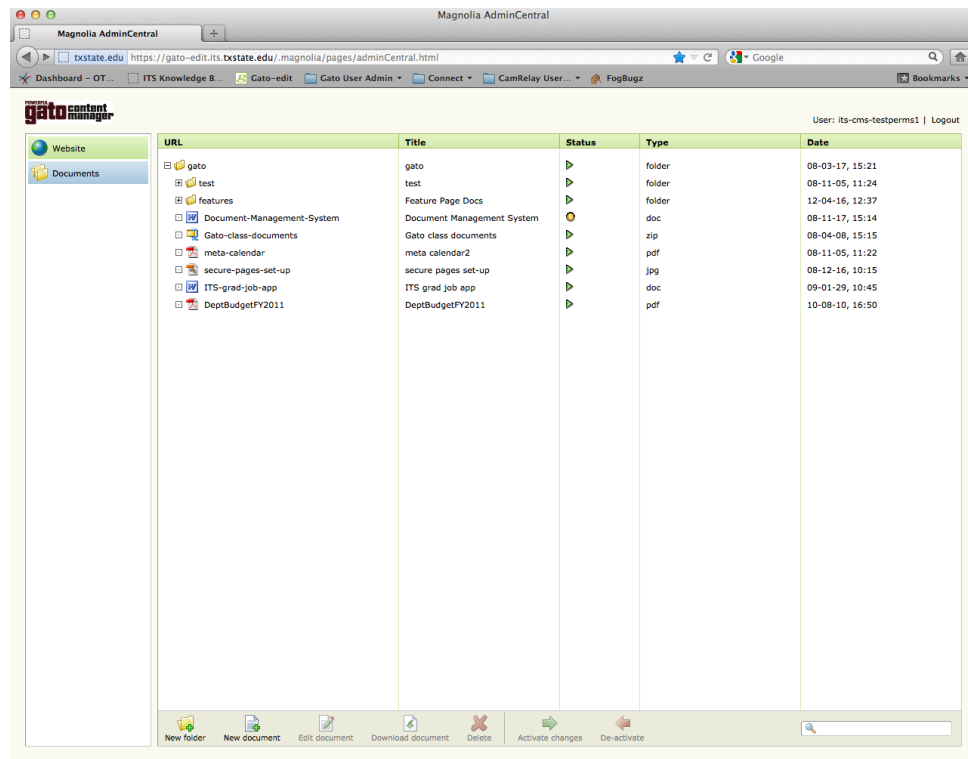 Magnolia AdminCentral
Magnolia AdminCentral
txstate.edu https://gato-edit.its.txstate.edu/.magnolia/pages/adminCentral.html Google
Dashboard – OT... ITS Knowledge B... Gato-edit Gato User Admin Connect CamRelay User... FogBugz Bookmarks
POWERFUL
gato content manager
User: its-cms-testperms1 | Logout
Website
Documents
URL Title Status Type Date
gato gato folder 08-03-17, 15:21
test test folder 08-11-05, 11:24
features Feature Page Docs folder 12-04-16, 12:37
Document-Management-System Document Management System doc 08-11-17, 15:14
Gato-class-documents Gato class documents zip 08-04-08, 15:15
meta-calendar meta calendar2 pdf 08-11-05, 11:22
secure-pages-set-up secure pages set-up jpg 08-12-16, 10:15
ITS-grad-job-app ITS grad job app doc 09-01-29, 10:45
DeptBudgetFY2011 DeptBudgetFY2011 pdf 10-08-10, 16:50
New folder New document Edit document Download document Delete Activate changes De-activate